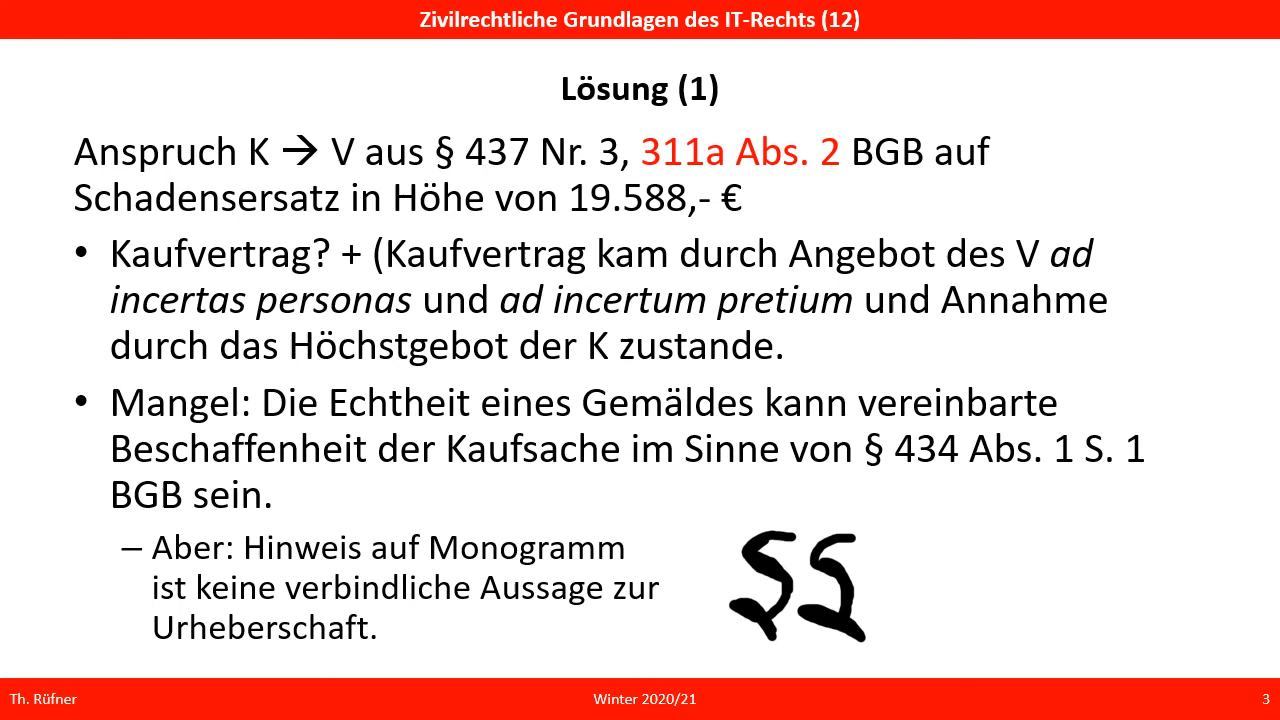 Zivilrechtliche Grundlagen des IT-Rechts (12)
Lösung (1)
Anspruch K → V aus § 437 Nr. 3, 311a Abs. 2 BGB auf
Schadensersatz in Höhe von 19.588,- €
• Kaufvertrag? + (Kaufvertrag kam durch Angebot des V ad
incertas personas und ad incertum pretium und Annahme
durch das Höchstgebot der K zustande.
• Mangel: Die Echtheit eines Gemäldes kann vereinbarte
Beschaffenheit der Kaufsache im Sinne von § 434 Abs. 1 S. 1
BGB sein.
– Aber: Hinweis auf Monogramm
ist keine verbindliche Aussage zur
Urheberschaft.
SS
Th. Rüfner
Winter 2020/21
3